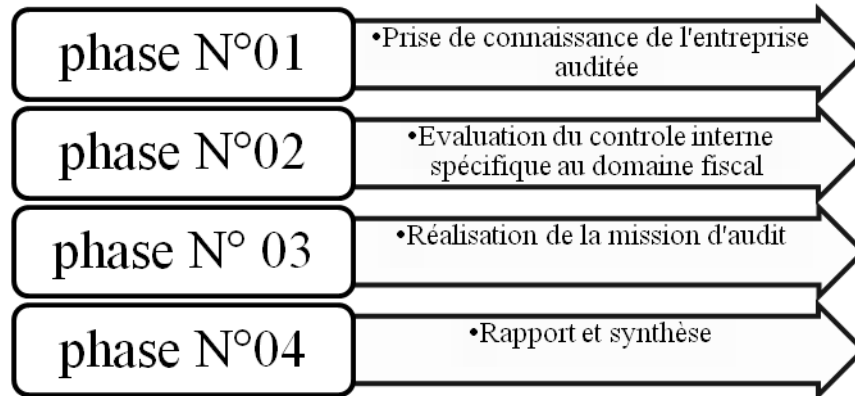 phase N°01
•Prise de connaissance de l'entreprise
auditée
phase N°02
•Evaluation du controle interne
spécifique au domaine fiscal
phase N° 03
•Réalisation de la mission d'audit
phase N°04
•Rapport et synthèse